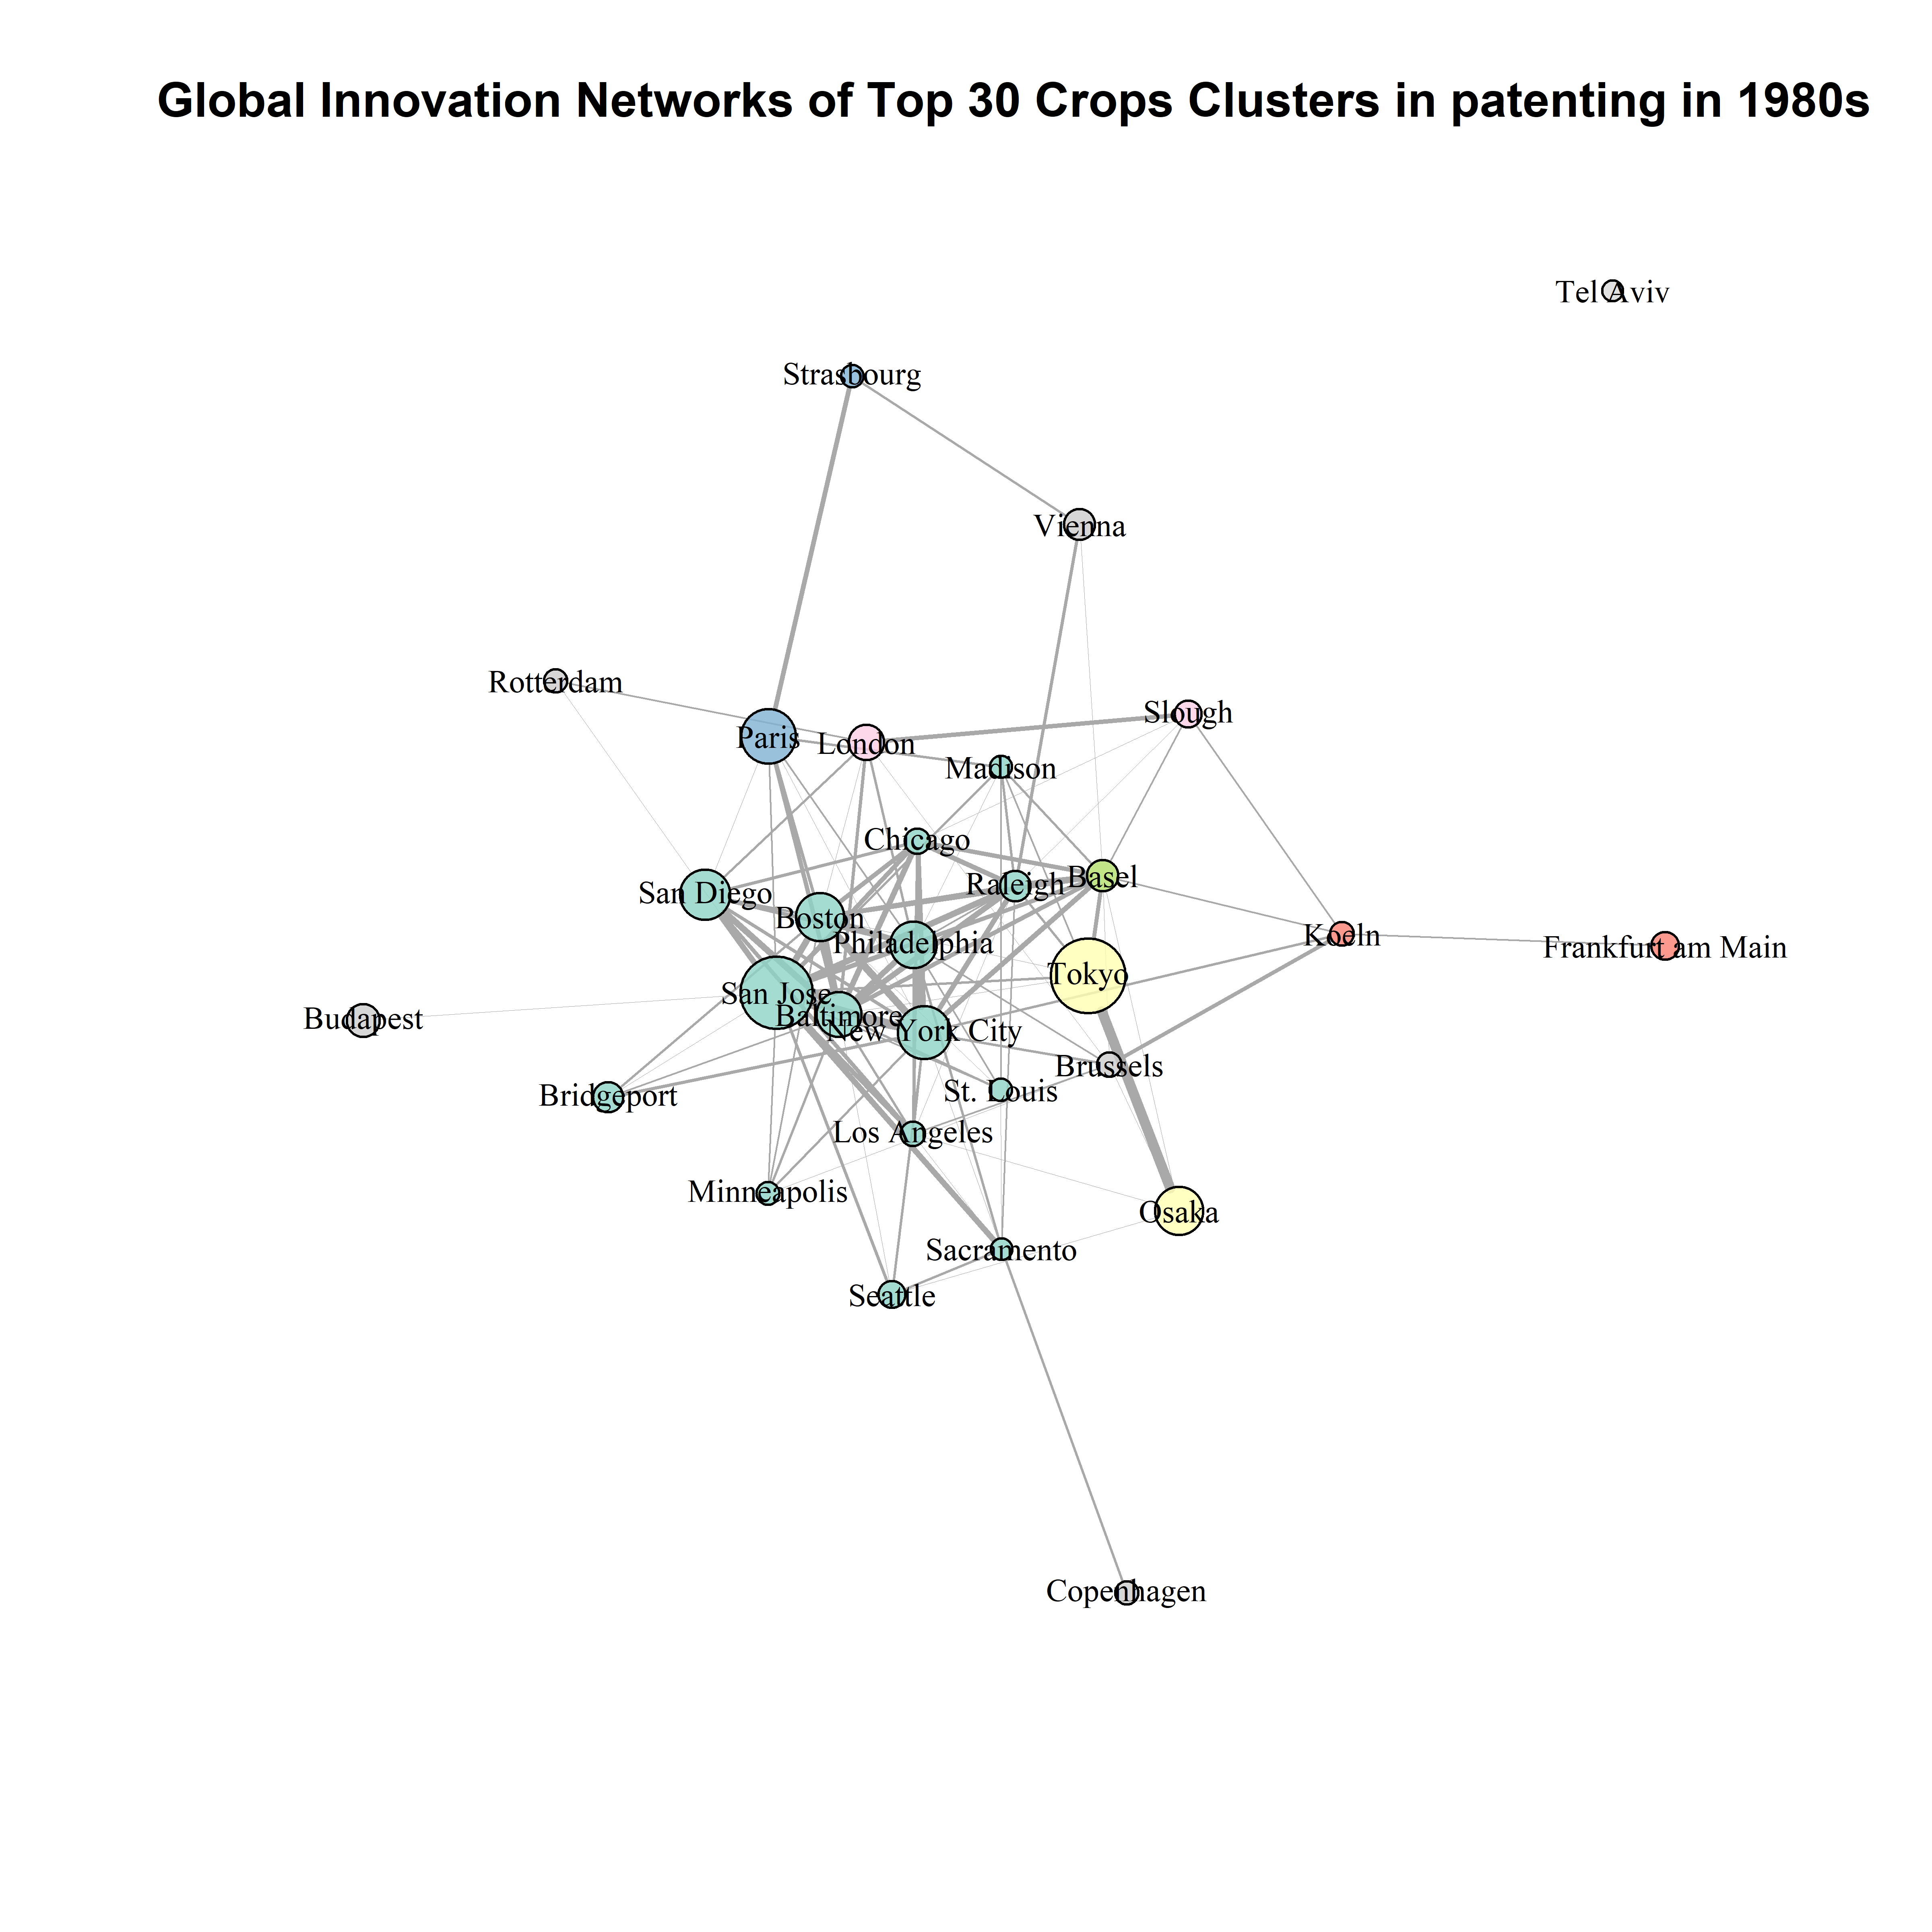 Global Innovation Networks of Top 30 Crops Clusters in patenting in 1980s
Tel Aviv
Strasbourg
Vienna
Rotterdam
Slough
Paris
London
Madison
Chicago
Basel
Raleigh
San Diego
Boston
Koeln
Philadelphia
Frankfurt am Main
Tokyo
San Jose
Baltimore
Budapest
New York City
Brussels
St. Louis
Bridgeport
Los Angeles
Minneapolis
Osaka
Sacramento
Seattle
Copenhagen